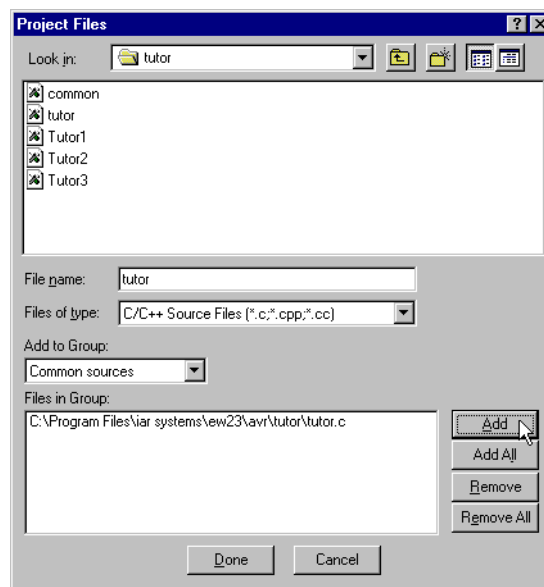 Project Files
Look in: tutor
common
tutor
Tutor1
Tutor2
Tutor3
File name: tutor
Files of type: C/C++ Source Files (*.c;*.cpp;*.cc)
Add to Group:
Common sources
Files in Group:
C:\Program Files\iar systems\ew23\avr\tutor\tutor.c
Add
Add All
Remove
Remove All
Done Cancel